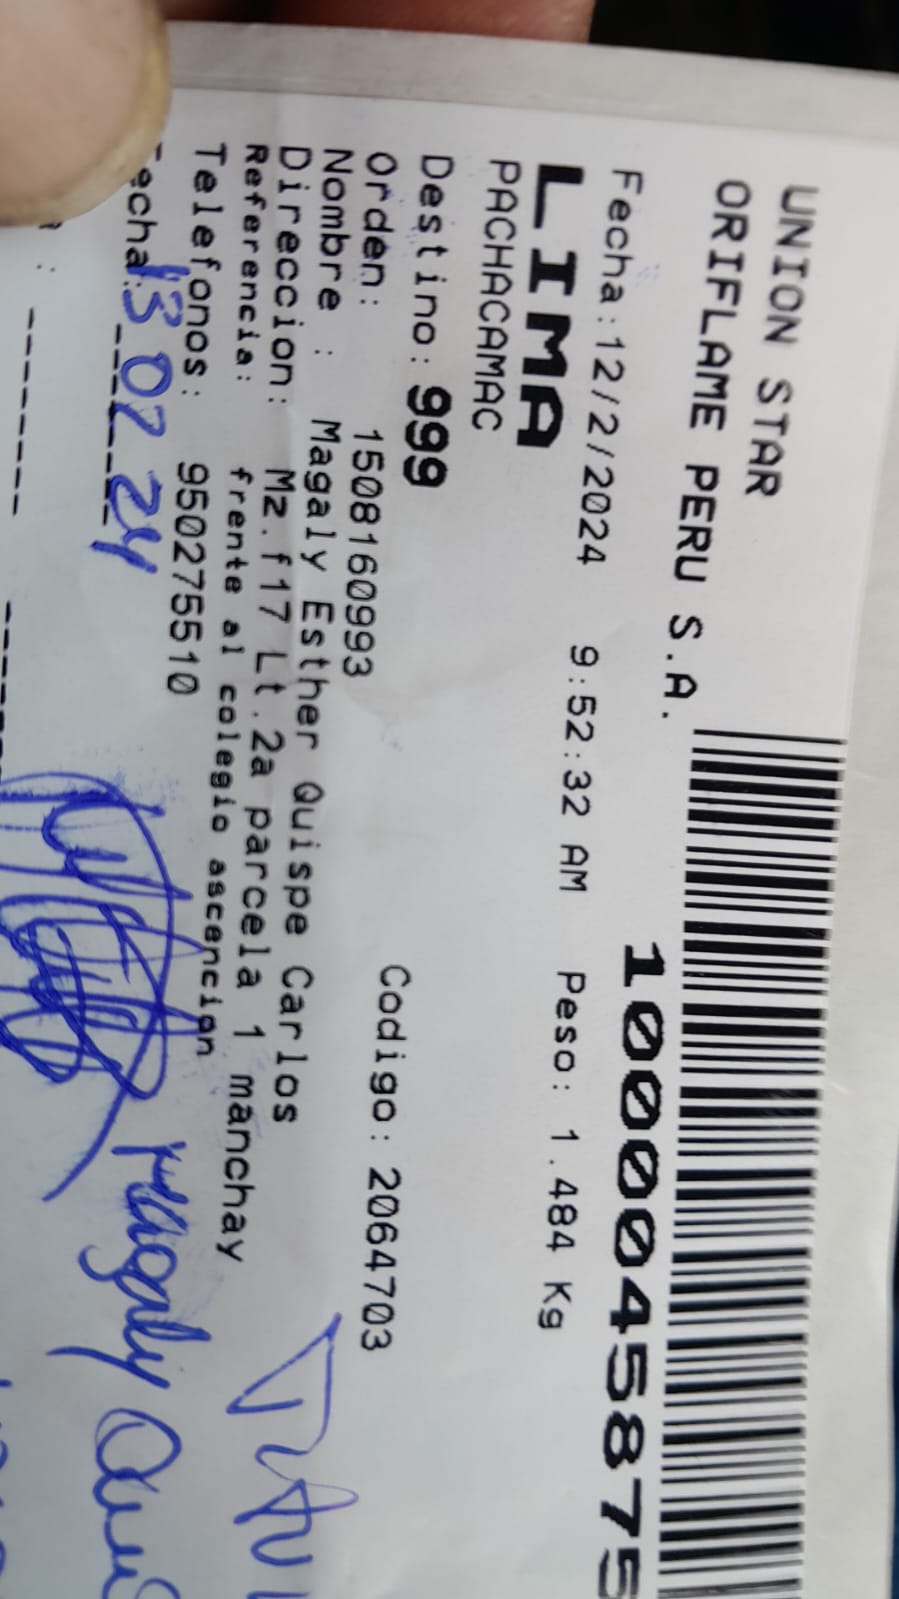 UNION STAR
ORIFLAME PERU S.A.
Fecha:12/2/2024 9:52:32 AM Peso: 1.484 Kg
LIMA
PACHACAMAC
Destino: 999
Orden: 1508160993 Codigo: 2064703
Nombre : Magaly Esther Quispe Carlos
Direccion: Mz.f17 Lt.2a parcela 1 manchay
Referencia: frente al colegio ascencion
Telefonos: 950275510
echa: 13 02 24
magaly